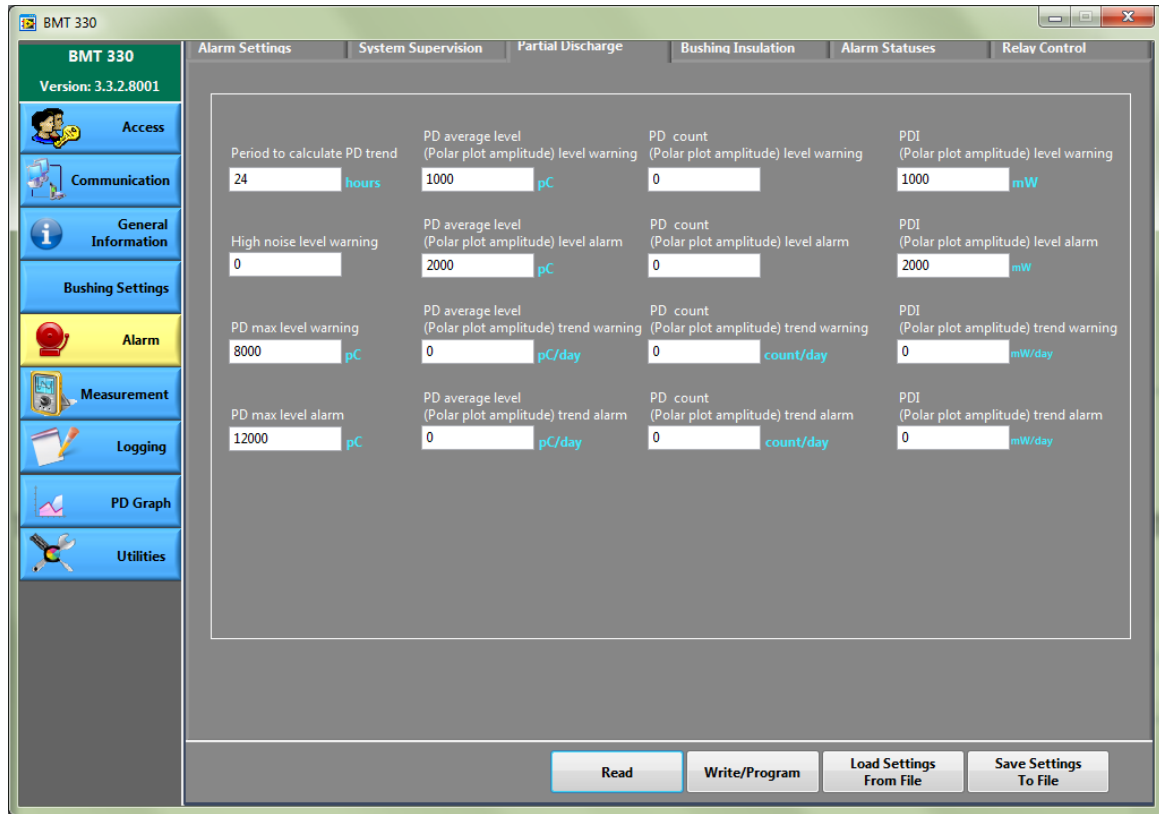 BMT 330
BMT 330
Version: 3.3.2.8001
Access
Communication
General
Information
Bushing Settings
Alarm
Measurement
Logging
PD Graph
Utilities
Alarm Settings
System Supervision
Partial Discharge
Bushing Insulation
Alarm Statuses
Relay Control
Period to calculate PD trend
24 hours
PD average level
(Polar plot amplitude) level warning
1000 pC
PD count
(Polar plot amplitude) level warning
0
PDI
(Polar plot amplitude) level warning
1000 mW
High noise level warning
0
PD average level
(Polar plot amplitude) level alarm
2000 pC
PD count
(Polar plot amplitude) level alarm
0
PDI
(Polar plot amplitude) level alarm
2000 mW
PD max level warning
8000 pC
PD average level
(Polar plot amplitude) trend warning
0 pC/day
PD count
(Polar plot amplitude) trend warning
0 count/day
PDI
(Polar plot amplitude) trend warning
0 mW/day
PD max level alarm
12000 pC
PD average level
(Polar plot amplitude) trend alarm
0 pC/day
PD count
(Polar plot amplitude) trend alarm
0 count/day
PDI
(Polar plot amplitude) trend alarm
0 mW/day
Read
Write/Program
Load Settings
From File
Save Settings
To File